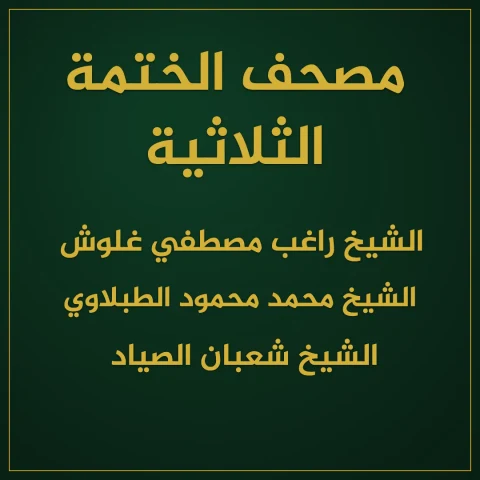 مصحف الختمة
الثلاثية
الشيخ راغب مصطفي غلوش
الشيخ محمد محمود الطبلاوي
الشيخ شعبان الصياد